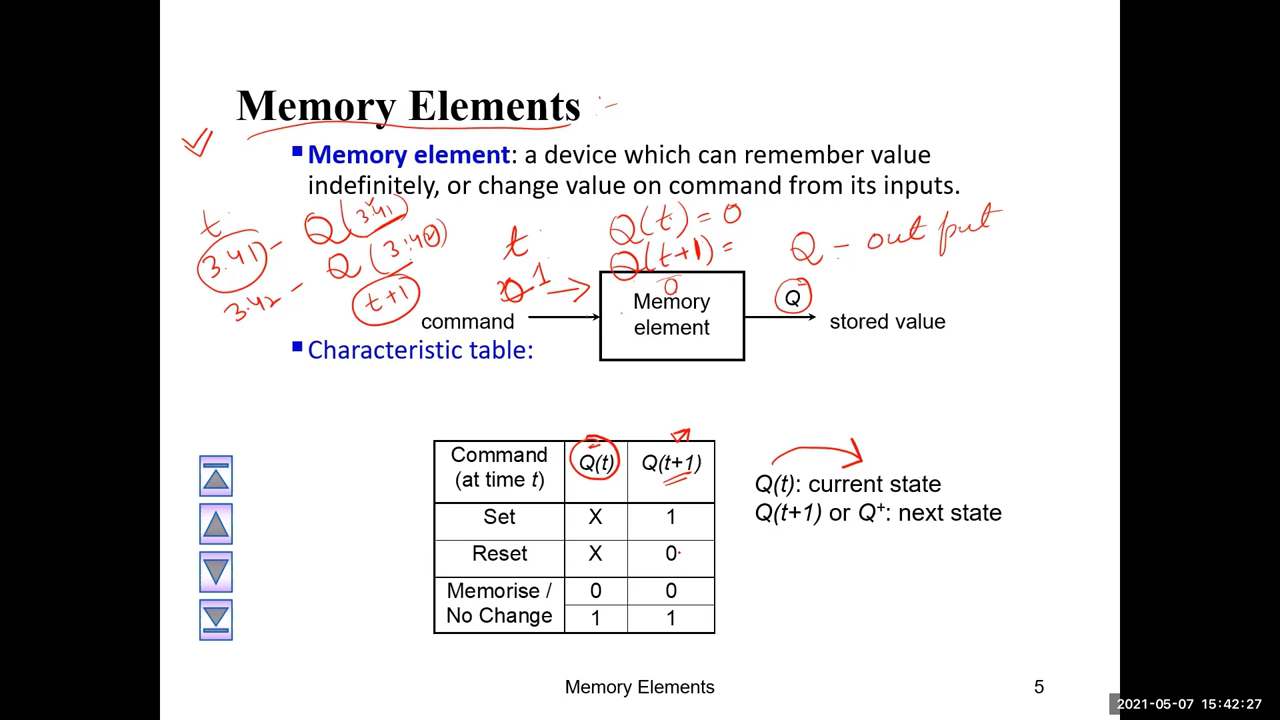 Memory Elements :-
Memory element: a device which can remember value
indefinitely, or change value on command from its inputs.
t
3.41 - Q(3.41)
3.42 - Q(3.42)
t+1
t
1
Q(t) = 0
Q(t+1) =
0
Q - output
command
Memory
element
Q
stored value
Characteristic table:
Command
(at time t)
Q(t)
Q(t+1)
Set X 1
Reset X 0
Memorise / 0 0
No Change 1 1
Q(t): current state
Q(t+1) or Q+: next state
Memory Elements
5
2021-05-07 15:42:27